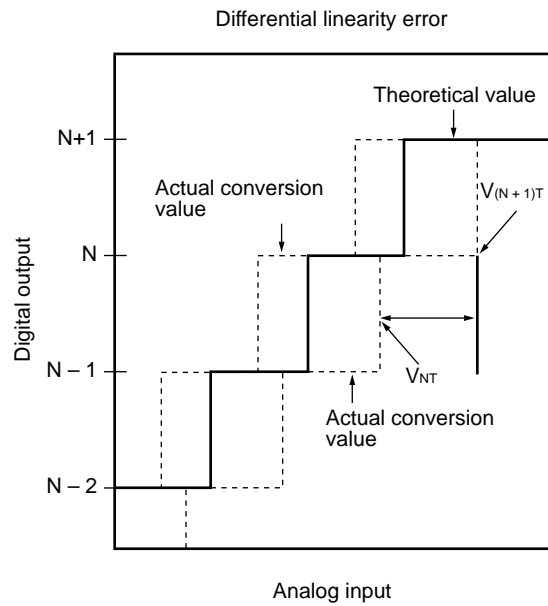 Differential linearity error
Theoretical value
N+1
Actual conversion
value
V(N + 1)T
N
Digital output
N – 1
VNT
Actual conversion
value
N – 2
Analog input